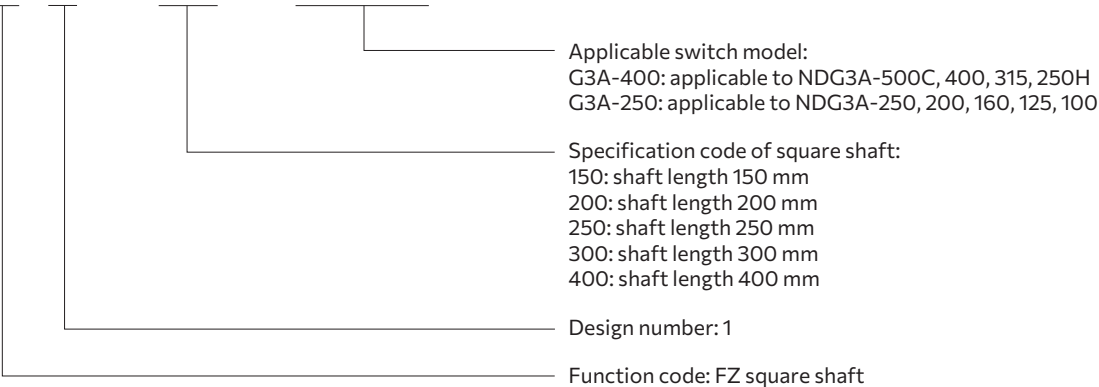 Applicable switch model:
G3A-400: applicable to NDG3A-500C, 400, 315, 250H
G3A-250: applicable to NDG3A-250, 200, 160, 125, 100
Specification code of square shaft:
150: shaft length 150 mm
200: shaft length 200 mm
250: shaft length 250 mm
300: shaft length 300 mm
400: shaft length 400 mm
Design number: 1
Function code: FZ square shaft